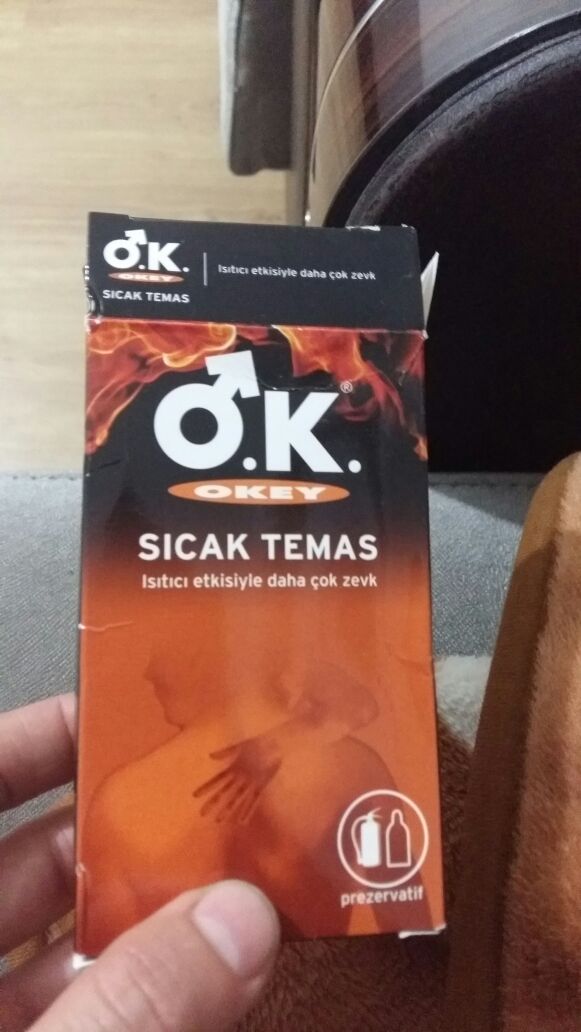 O.K.
OKEY
SICAK TEMAS
Isıtıcı etkisiyle daha çok zevk
O.K.®
OKEY
SICAK TEMAS
Isıtıcı etkisiyle daha çok zevk
prezervatif